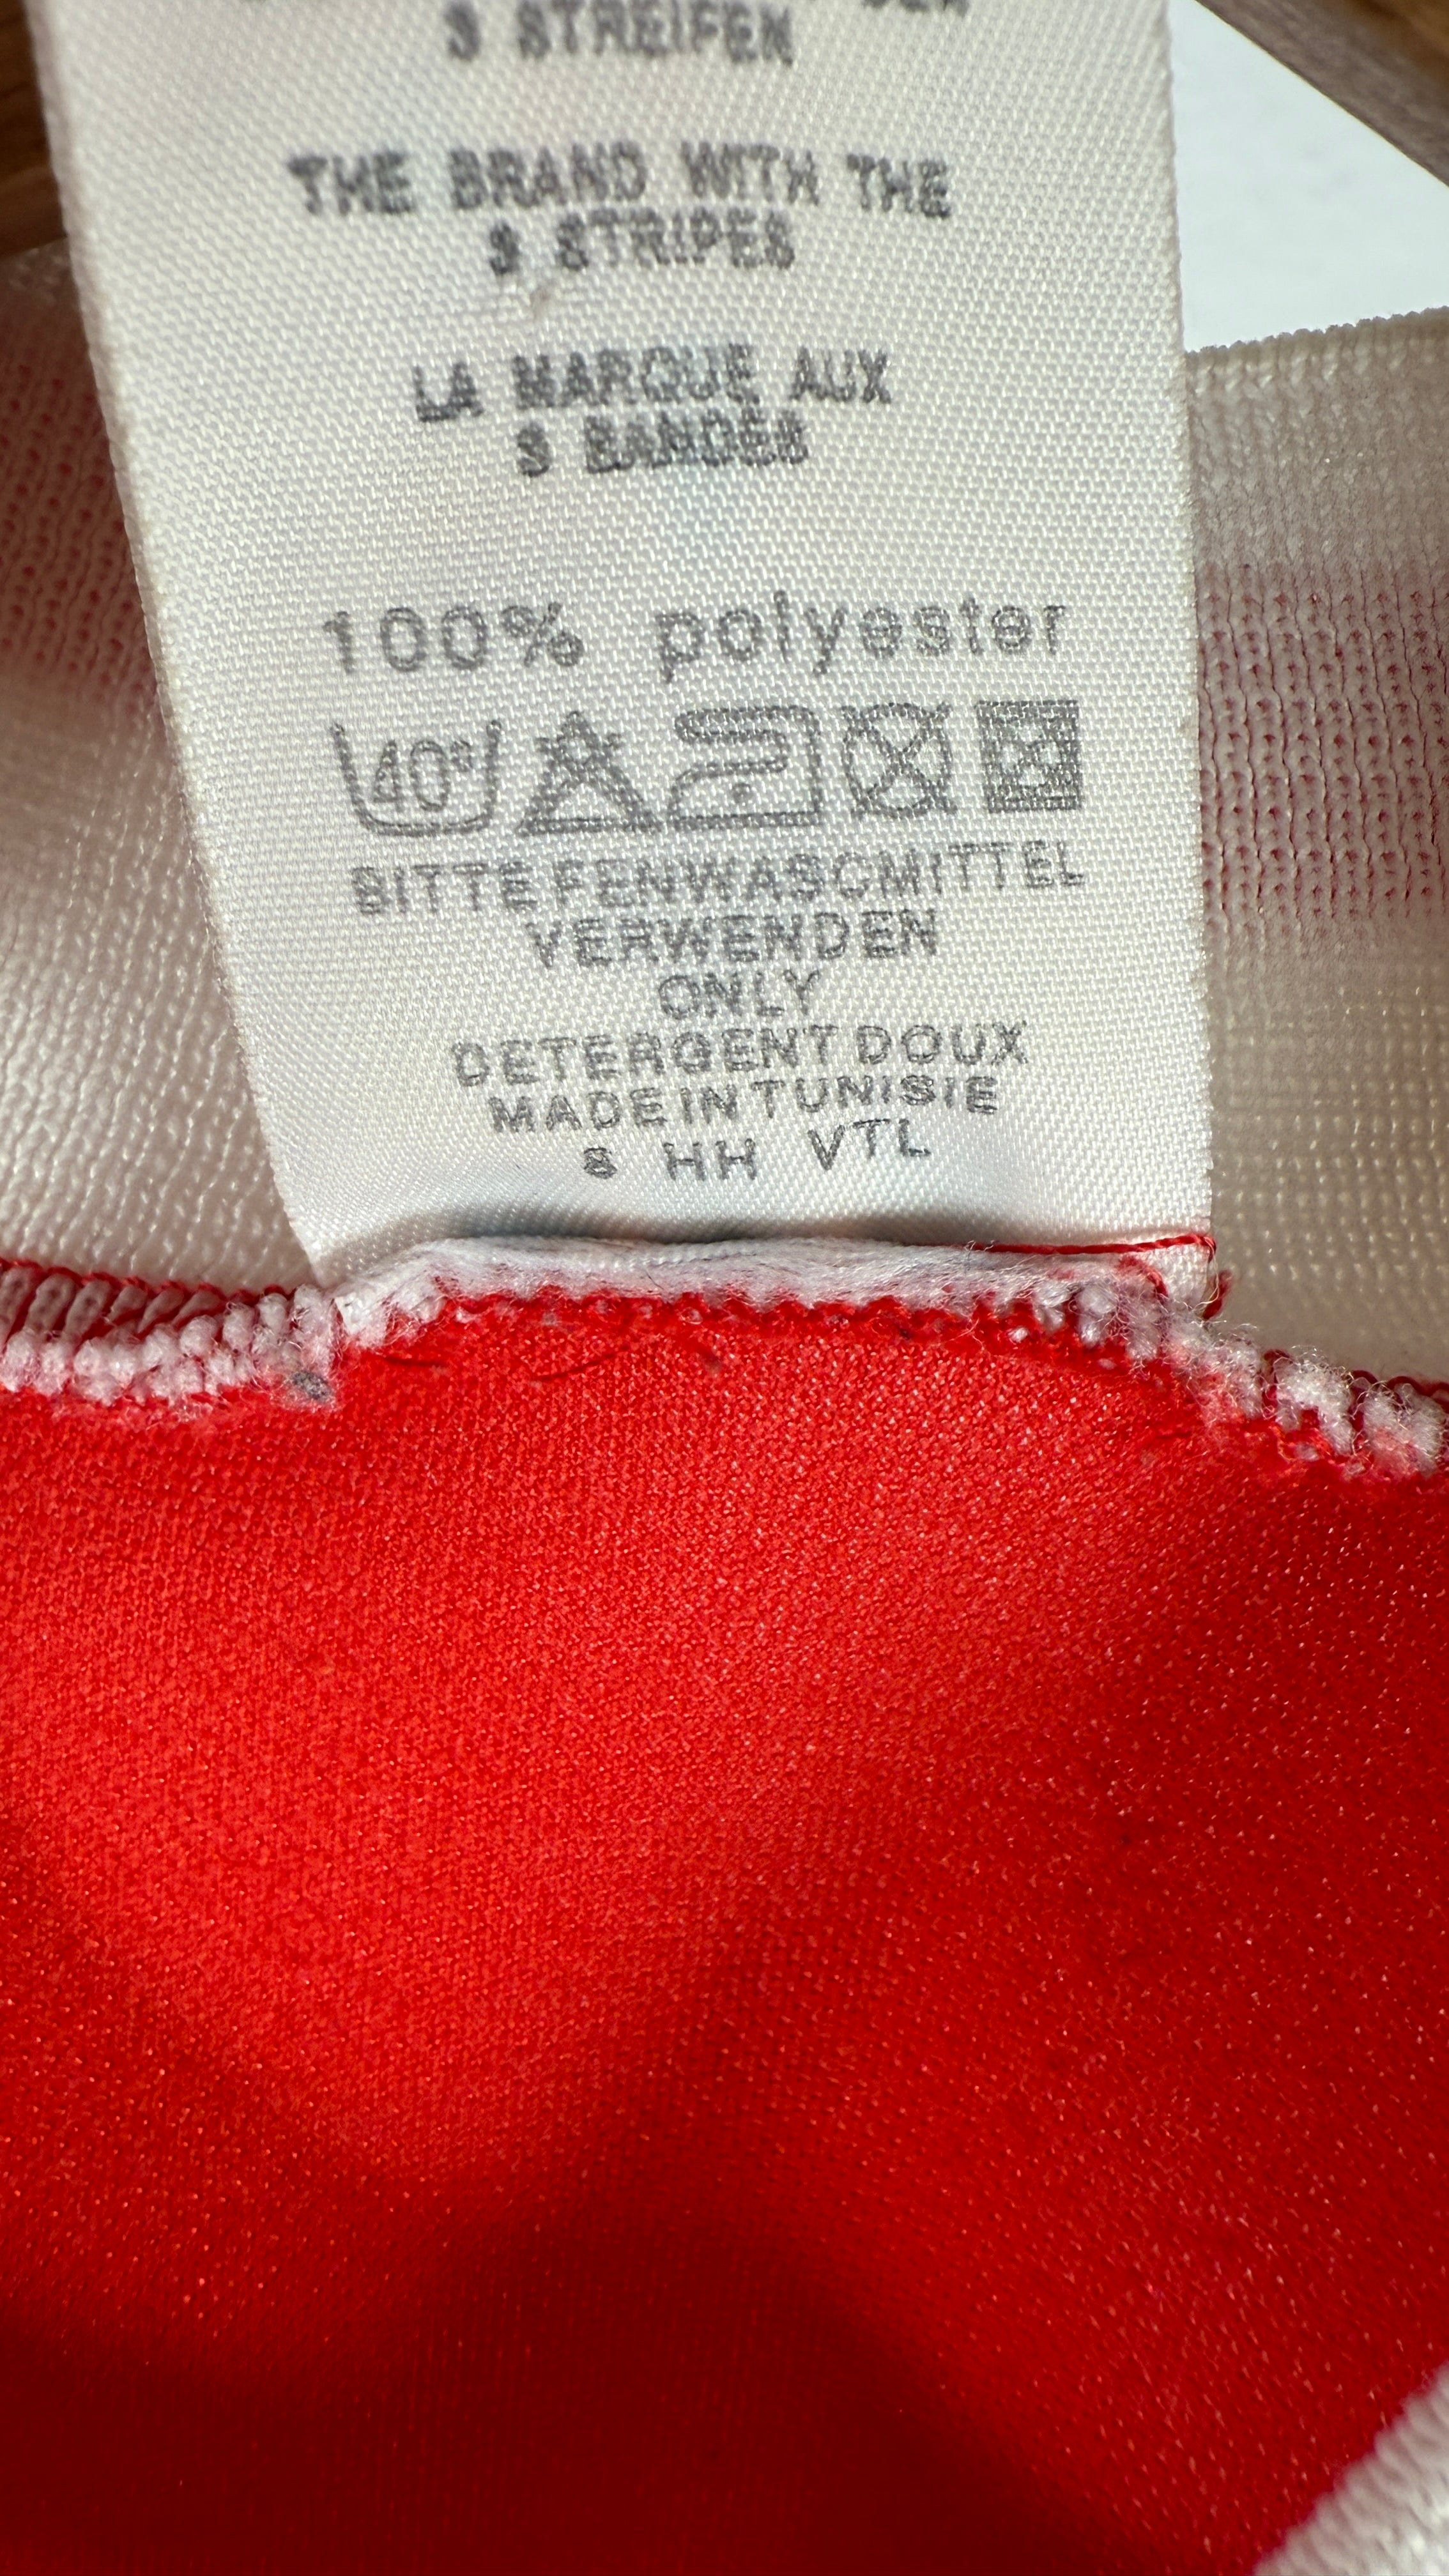 3 STREIFEN
THE BRAND WITH THE
3 STRIPES
LA MARQUE AUX
3 BANDES
100% polyester
40°
BITTE FENWASCMITTEL
VERWENDEN
ONLY
DETERGENT DOUX
MADE IN TUNISIE
8 HH VTL